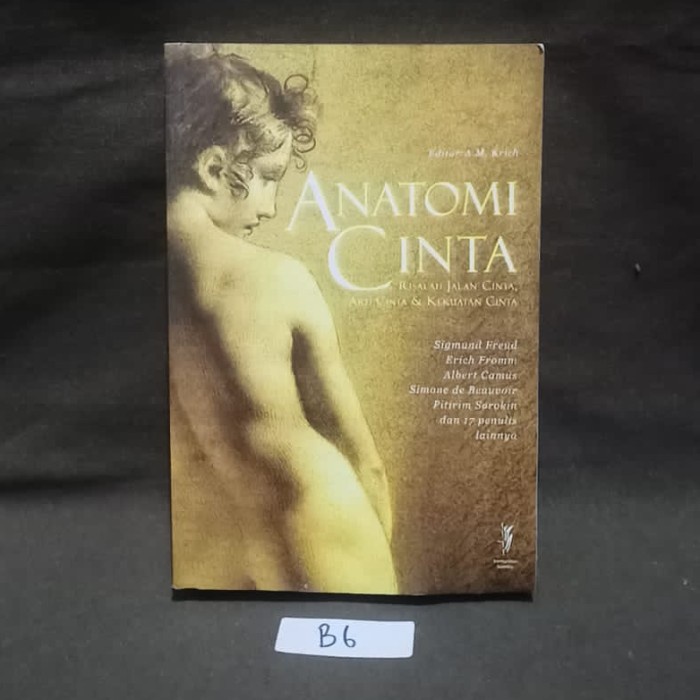 Editor: A.M. Krich
ANATOMI
CINTA
RISALAH JALAN CINTA,
ARTI CINTA & KEKUATAN CINTA
Sigmund Freud
Erich Fromm
Albert Camus
Simone de Beauvoir
Pitirim Sorokin
dan 17 penulis
lainnya
B6